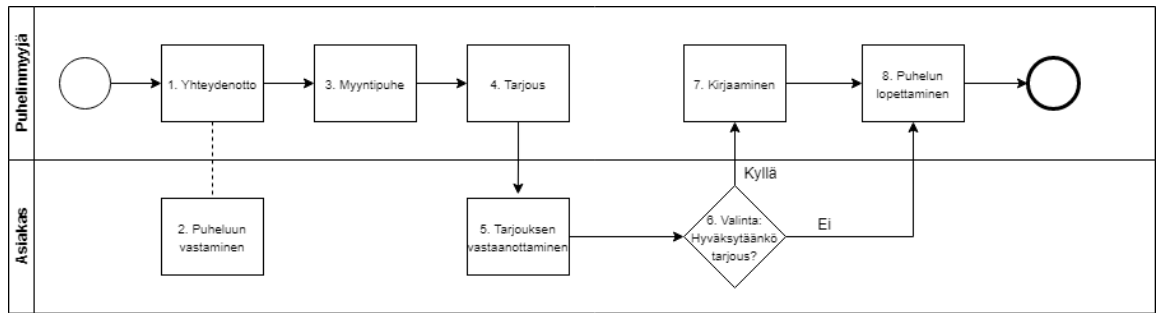 Puhelinmyyjä
1. Yhteydenotto
3. Myyntipuhe
4. Tarjous
7. Kirjaaminen
8. Puhelun
lopettaminen
Kyllä
Asiakas
2. Puheluun
vastaminen
5. Tarjouksen
vastaanottaminen
6. Valinta:
Hyväksytäänkö
tarjous?
Ei